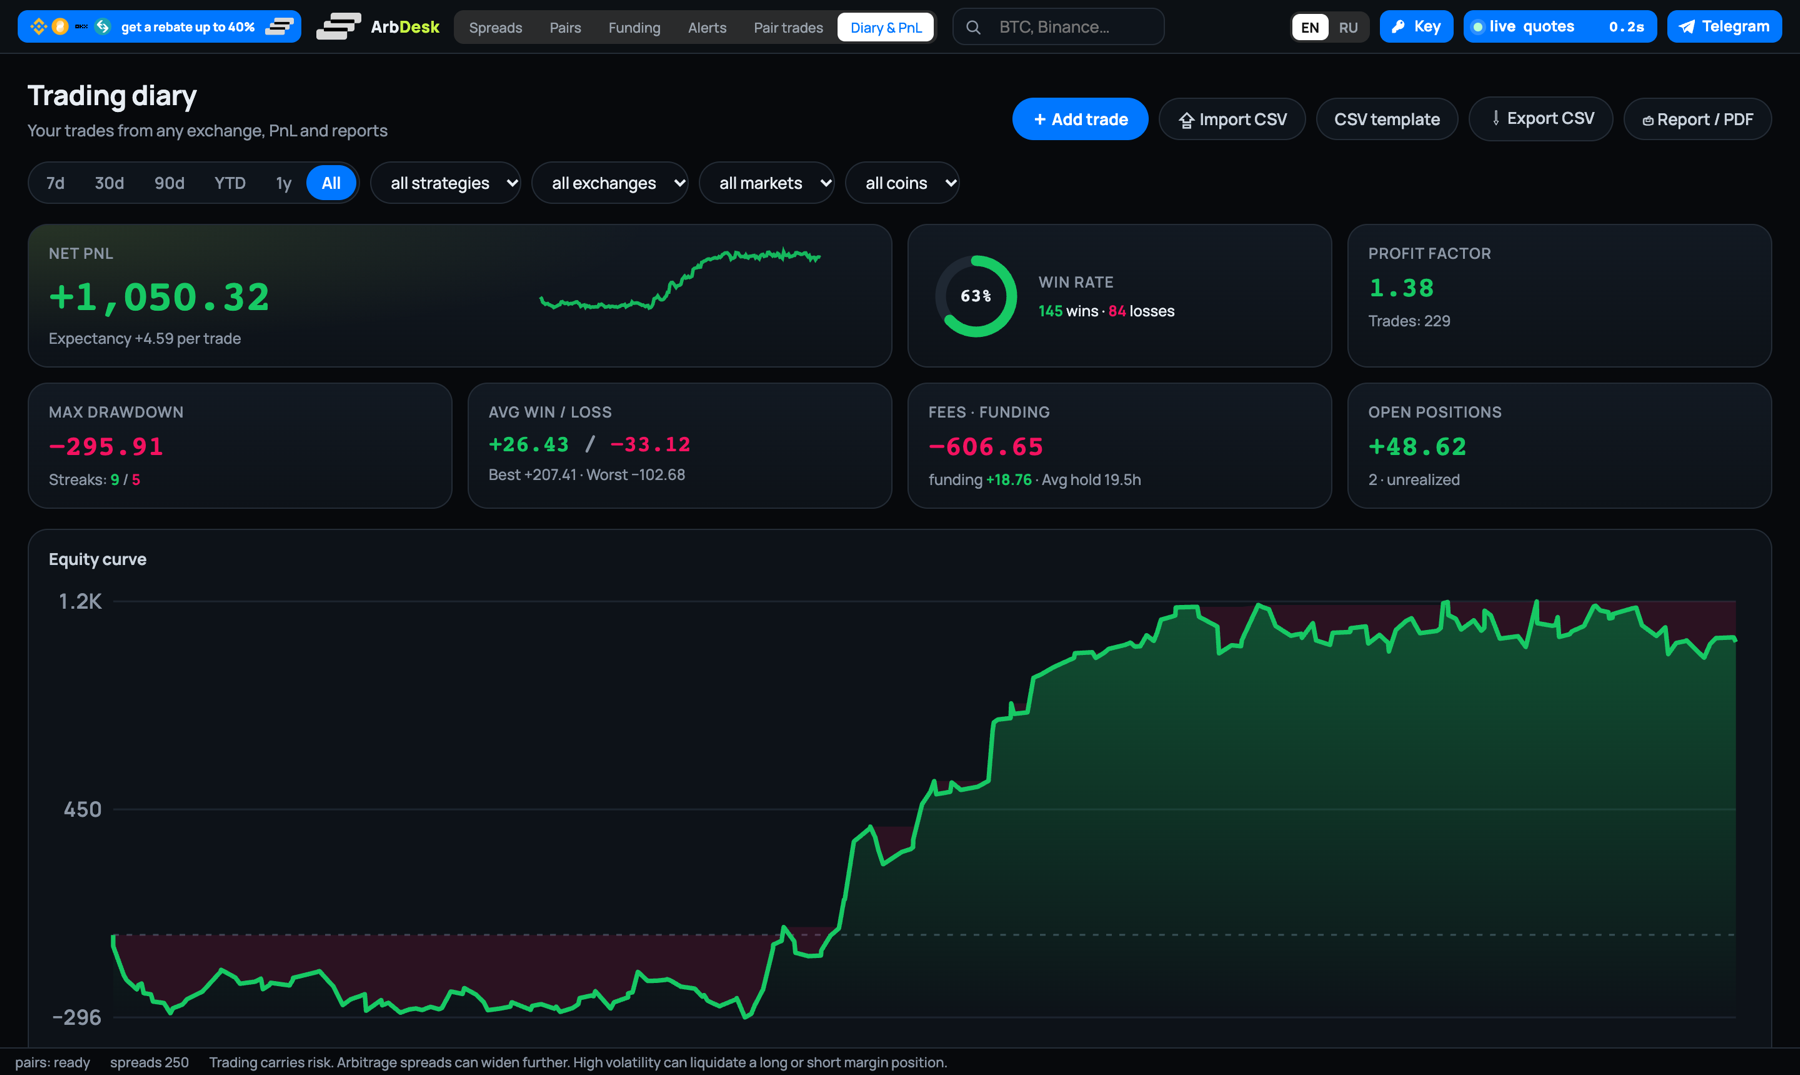 get a rebate up to 40%
ArbDesk
Spreads
Pairs
Funding
Alerts
Pair trades
Diary & PnL
BTC, Binance...
EN
RU
Key
live quotes 0.2s
Telegram
Trading diary
Your trades from any exchange, PnL and reports
+ Add trade
Import CSV
CSV template
Export CSV
Report / PDF
7d
30d
90d
YTD
1y
All
all strategies
all exchanges
all markets
all coins
NET PNL
+1,050.32
Expectancy +4.59 per trade
63%
WIN RATE
145 wins · 84 losses
PROFIT FACTOR
1.38
Trades: 229
MAX DRAWDOWN
−295.91
Streaks: 9 / 5
AVG WIN / LOSS
+26.43 / −33.12
Best +207.41 · Worst −102.68
FEES · FUNDING
−606.65
funding +18.76 · Avg hold 19.5h
OPEN POSITIONS
+48.62
2 · unrealized
Equity curve
1.2K
450
−296
pairs: ready
spreads 250
Trading carries risk. Arbitrage spreads can widen further. High volatility can liquidate a long or short margin position.